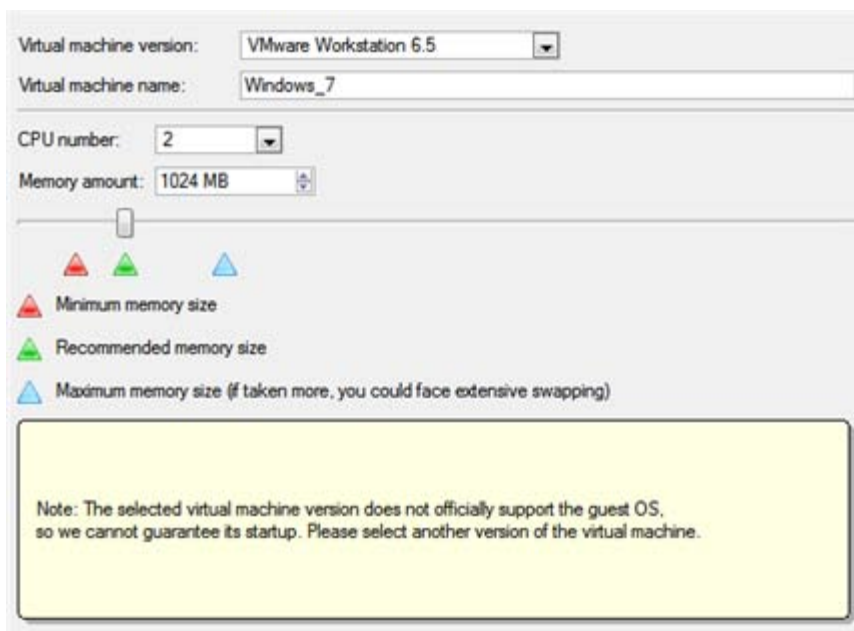 Virtual machine version: VMware Workstation 6.5
Virtual machine name: Windows_7
CPU number: 2
Memory amount: 1024 MB
Minimum memory size
Recommended memory size
Maximum memory size (if taken more, you could face extensive swapping)
Note: The selected virtual machine version does not officially support the guest OS,
so we cannot guarantee its startup. Please select another version of the virtual machine.